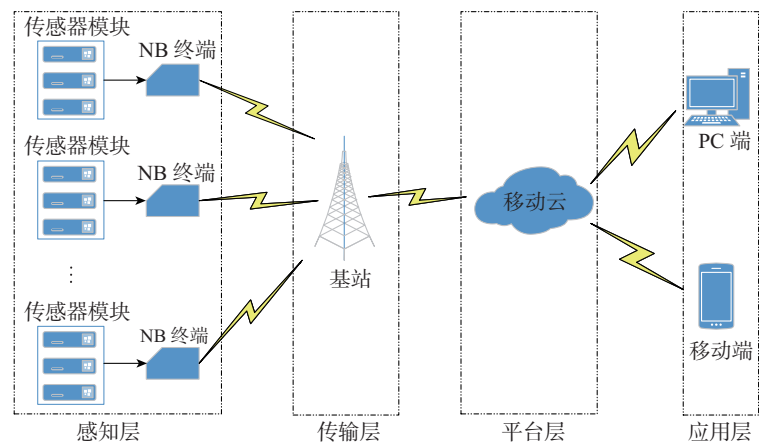 传感器模块
NB 终端
传感器模块
NB 终端
⋮
传感器模块
NB 终端
基站
移动云
PC 端
移动端
感知层
传输层
平台层
应用层